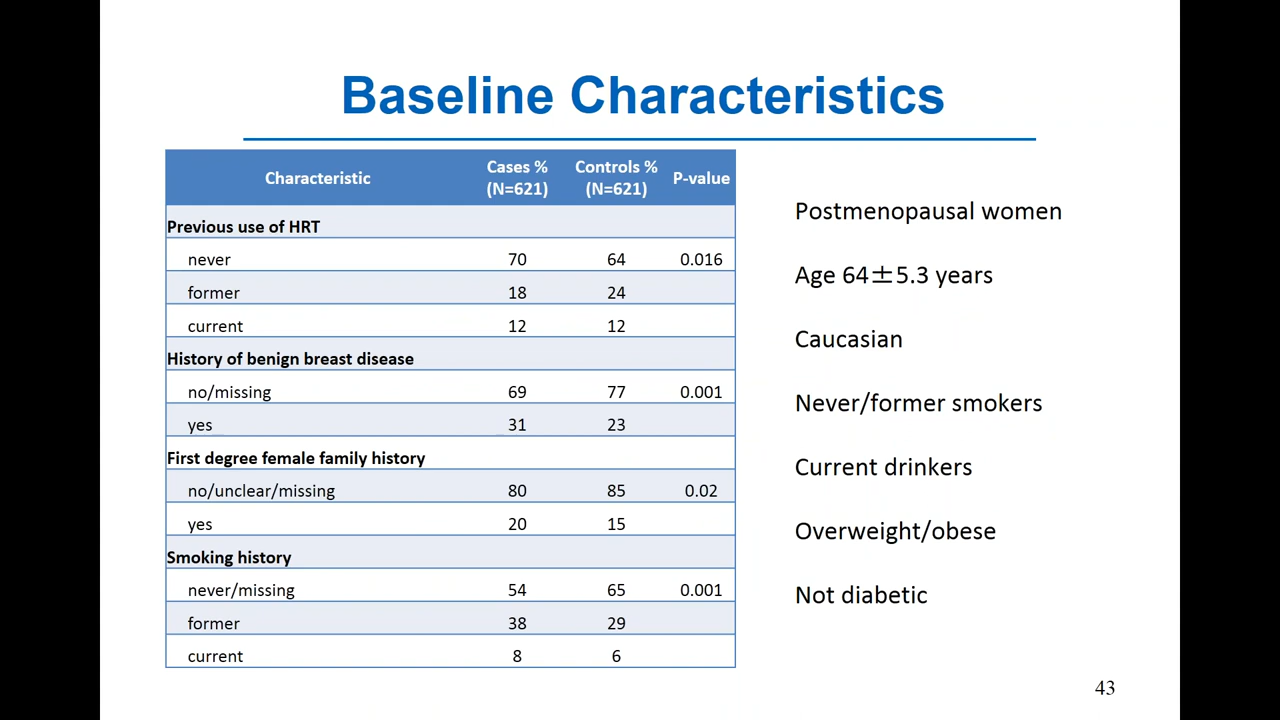 Baseline Characteristics
Characteristic Cases % (N=621) Controls % (N=621) P-value
Previous use of HRT
never 70 64 0.016
former 18 24
current 12 12
History of benign breast disease
no/missing 69 77 0.001
yes 31 23
First degree female family history
no/unclear/missing 80 85 0.02
yes 20 15
Smoking history
never/missing 54 65 0.001
former 38 29
current 8 6
Postmenopausal women
Age 64±5.3 years
Caucasian
Never/former smokers
Current drinkers
Overweight/obese
Not diabetic
43